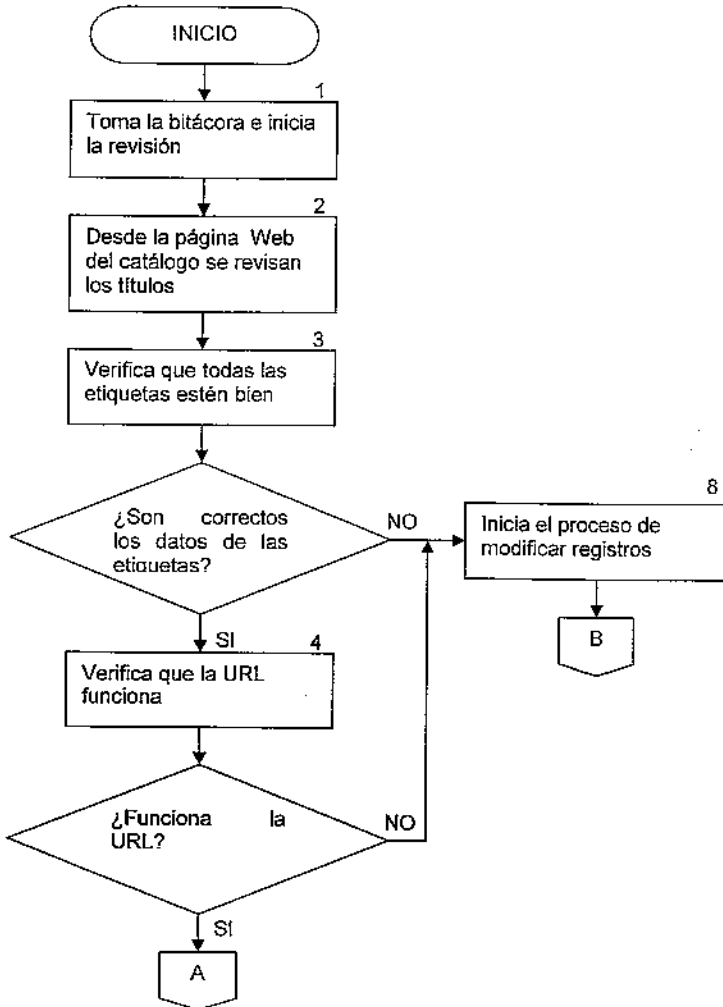 INICIO
1
Toma la bitácora e inicia
la revisión
2
Desde la página Web
del catálogo se revisan
los títulos
3
Verifica que todas las
etiquetas estén bien
¿Son correctos
los datos de las
etiquetas?
NO
8
Inicia el proceso de
modificar registros
B
SI
4
Verifica que la URL
funciona
¿Funciona la
URL?
NO
SI
A